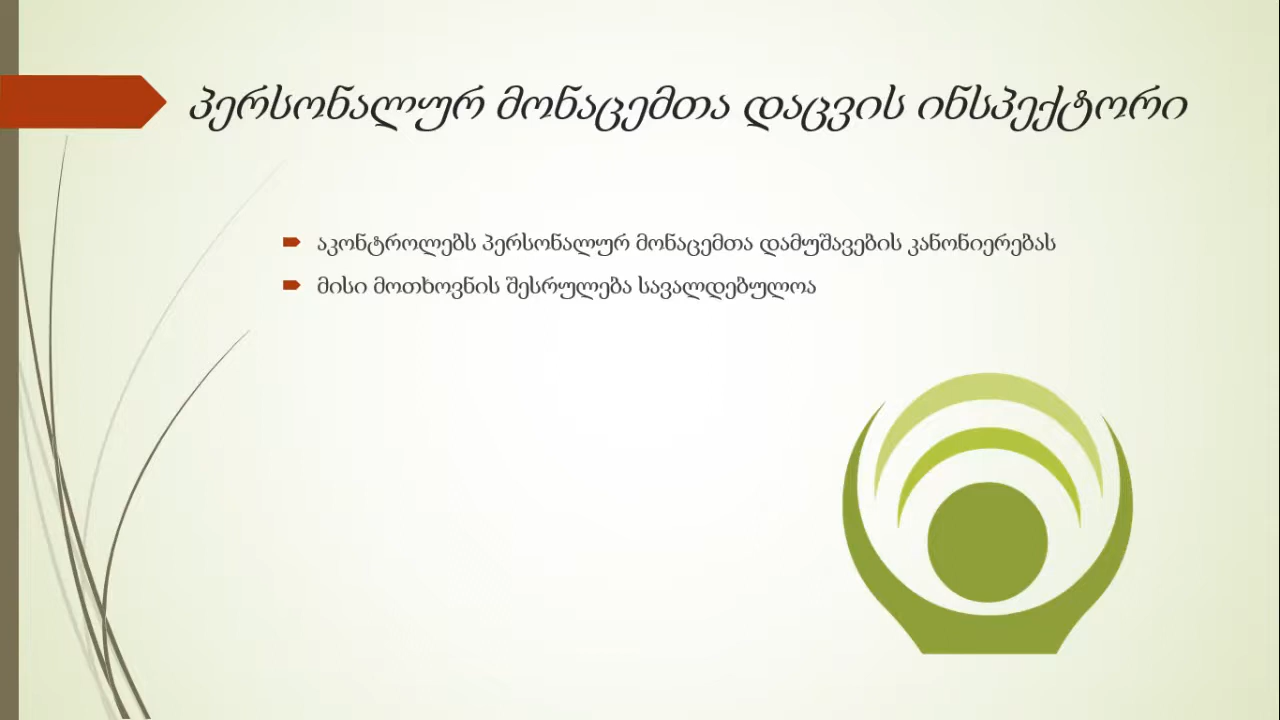 პერსონალურ მონაცემთა დაცვის ინსპექტორი
აკონტროლებს პერსონალურ მონაცემთა დამუშავების კანონიერებას
მისი მოთხოვნის შესრულება სავალდებულოა